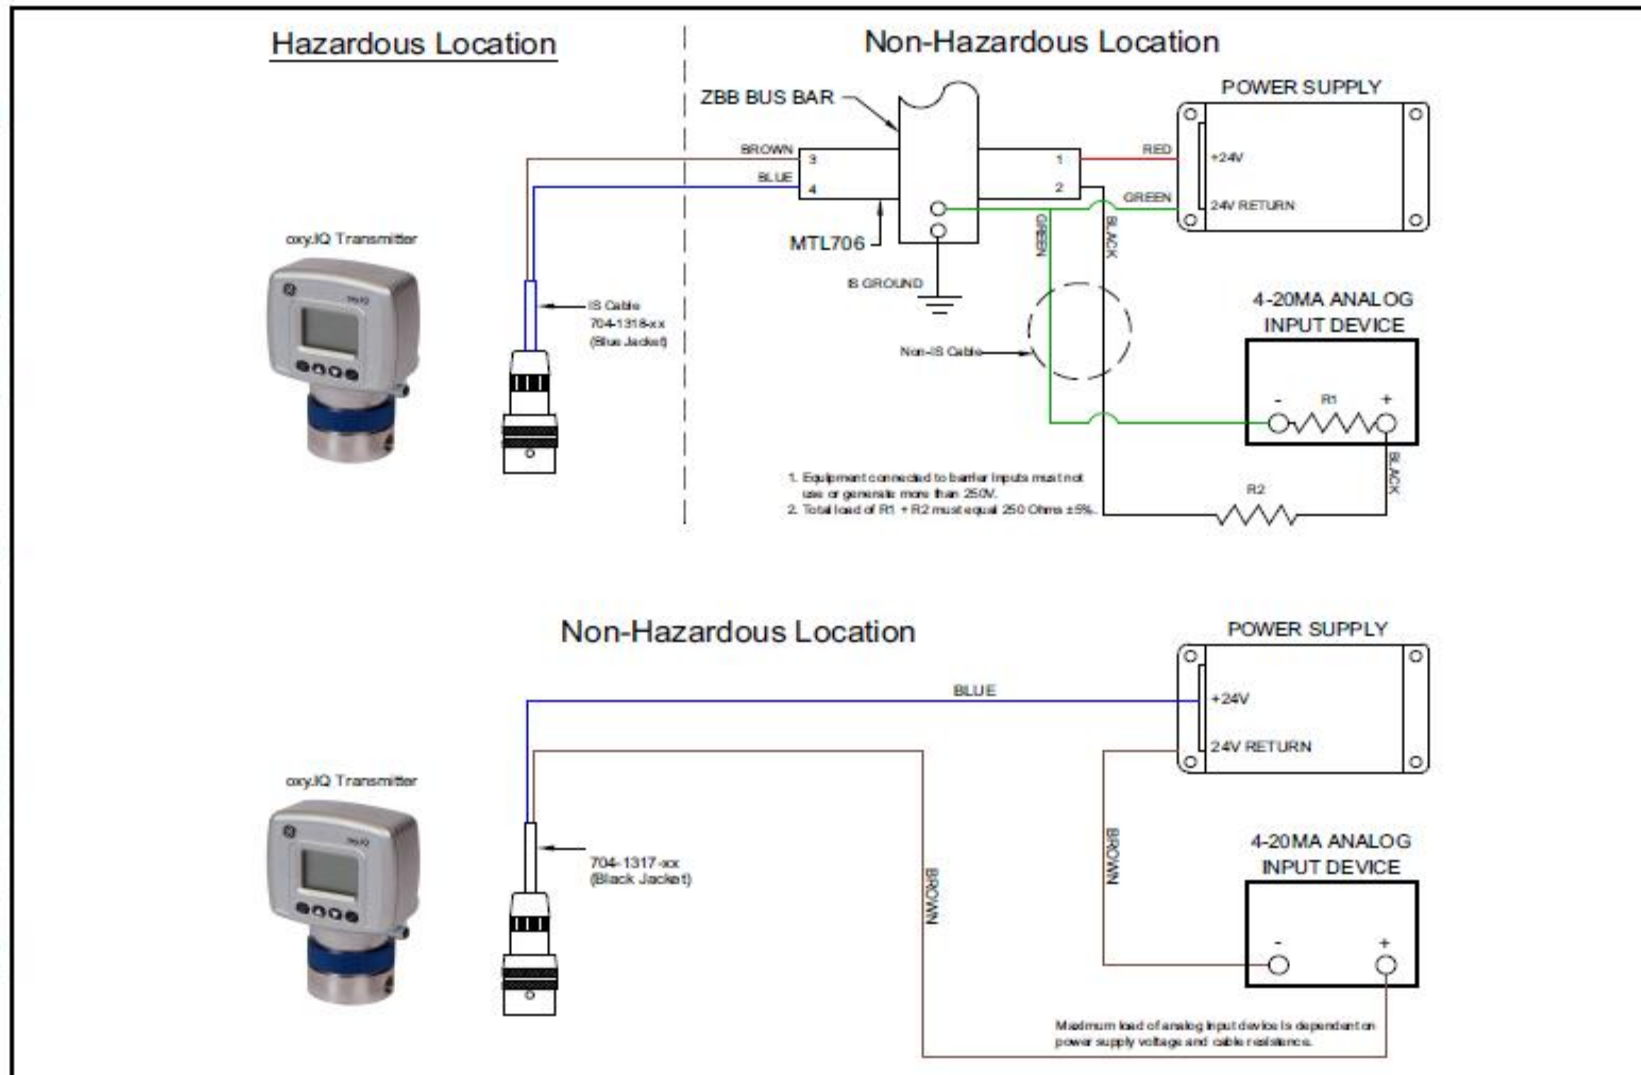 Hazardous Location
Non-Hazardous Location
ZBB BUS BAR
POWER SUPPLY
BROWN
3
1
RED
+24V
BLUE
4
2
GREEN
24V RETURN
oxy.IQ Transmitter
MTL706
GREEN
BLACK
IS GROUND
IS Cable
704-1318-xx
(Blue Jacket)
4-20MA ANALOG
INPUT DEVICE
Non-IS Cable
-
R1
+
BLACK
1. Equipment connected to barrier inputs must not
use or generate more than 250V.
2. Total load of R1 + R2 must equal 250 Ohms ±5%.
R2
Non-Hazardous Location
POWER SUPPLY
BLUE
+24V
24V RETURN
oxy.IQ Transmitter
704-1317-xx
(Black Jacket)
BROWN
BROWN
4-20MA ANALOG
INPUT DEVICE
-
+
Maximum load of analog input device is dependent on
power supply voltage and cable resistance.